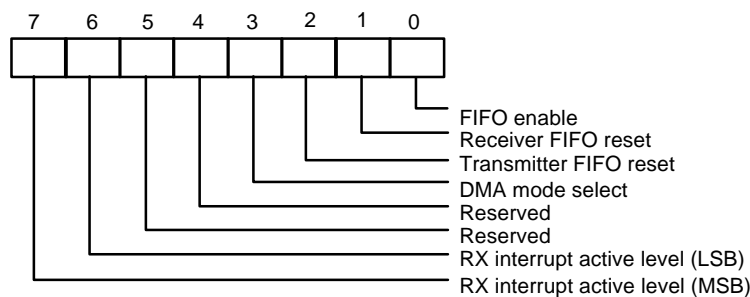 7 6 5 4 3 2 1 0
FIFO enable
Receiver FIFO reset
Transmitter FIFO reset
DMA mode select
Reserved
Reserved
RX interrupt active level (LSB)
RX interrupt active level (MSB)